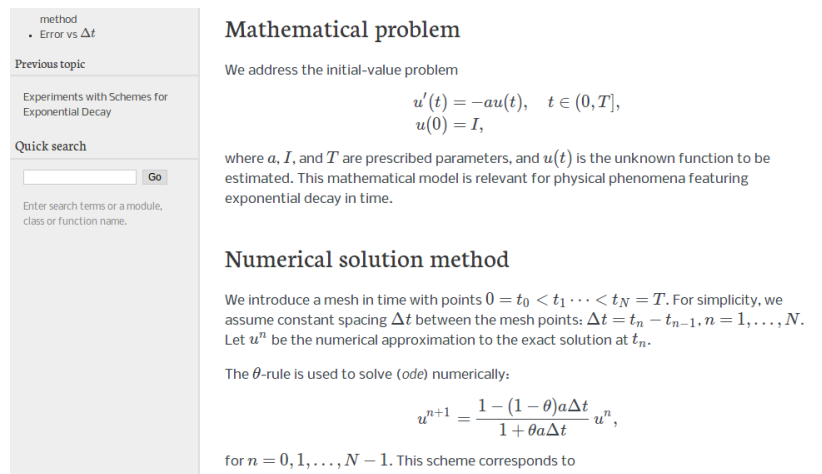 method
• Error vs Δt
Previous topic
Experiments with Schemes for
Exponential Decay
Quick search
Go
Enter search terms or a module,
class or function name.
Mathematical problem
We address the initial-value problem
u′(t) = −au(t), t ∈ (0, T],
u(0) = I,
where a, I, and T are prescribed parameters, and u(t) is the unknown function to be
estimated. This mathematical model is relevant for physical phenomena featuring
exponential decay in time.
Numerical solution method
We introduce a mesh in time with points 0 = t₀ < t₁ ⋯ < t_N = T. For simplicity, we
assume constant spacing Δt between the mesh points: Δt = tₙ − tₙ₋₁, n = 1, …, N.
Let uⁿ be the numerical approximation to the exact solution at tₙ.
The θ-rule is used to solve (ode) numerically:
uⁿ⁺¹ = (1 − (1 − θ)aΔt)/(1 + θaΔt) uⁿ,
for n = 0, 1, …, N − 1. This scheme corresponds to